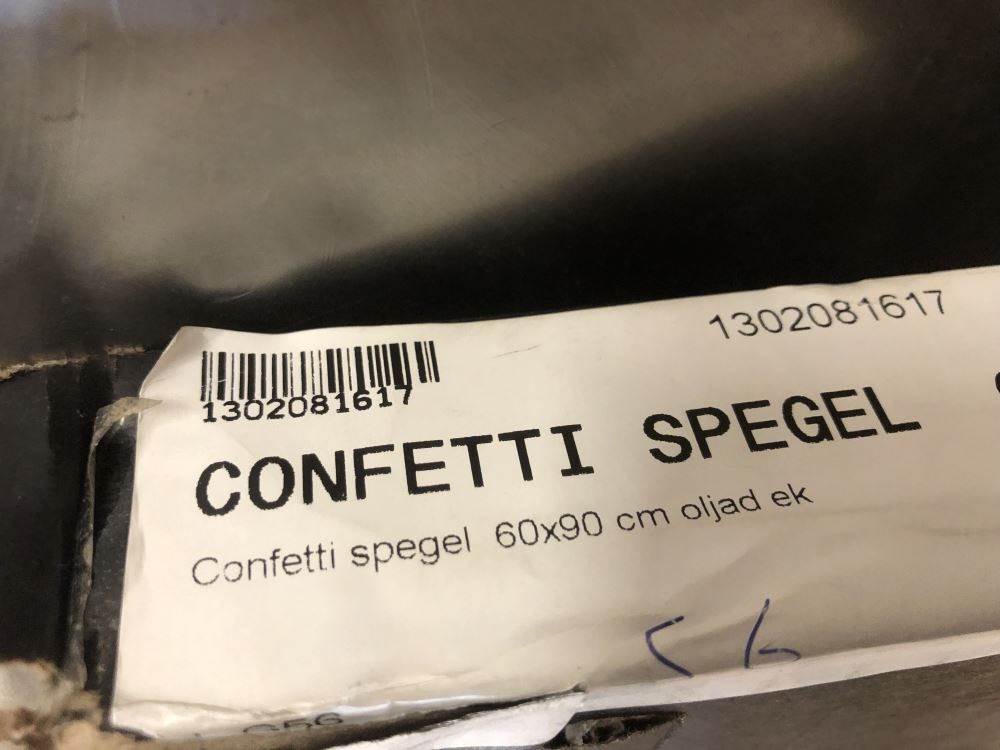 1302081617
1302081617
CONFETTI SPEGEL
Confetti spegel 60x90 cm oljad ek